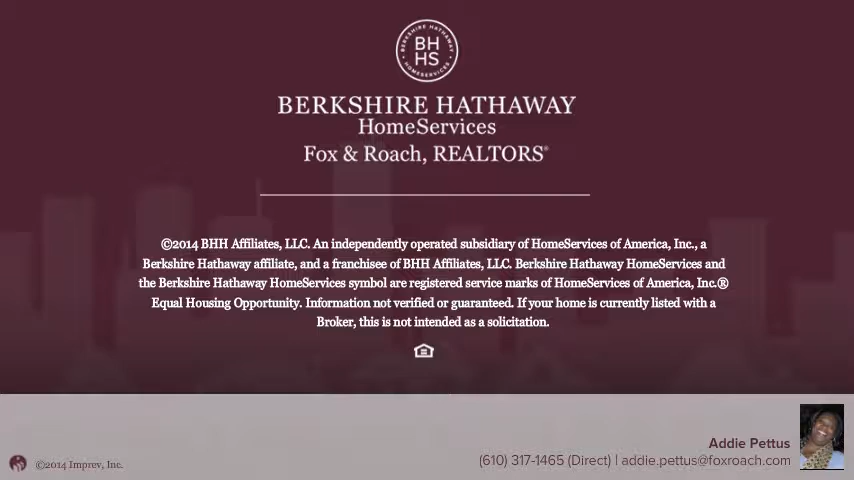 BERKSHIRE HATHAWAY
HOMESERVICES
BH
HS
BERKSHIRE HATHAWAY
HomeServices
Fox & Roach, REALTORS®
©2014 BHH Affiliates, LLC. An independently operated subsidiary of HomeServices of America, Inc., a
Berkshire Hathaway affiliate, and a franchisee of BHH Affiliates, LLC. Berkshire Hathaway HomeServices and
the Berkshire Hathaway HomeServices symbol are registered service marks of HomeServices of America, Inc.®
Equal Housing Opportunity. Information not verified or guaranteed. If your home is currently listed with a
Broker, this is not intended as a solicitation.
Addie Pettus
(610) 317-1465 (Direct) | addie.pettus@foxroach.com
©2014 Imprev, Inc.